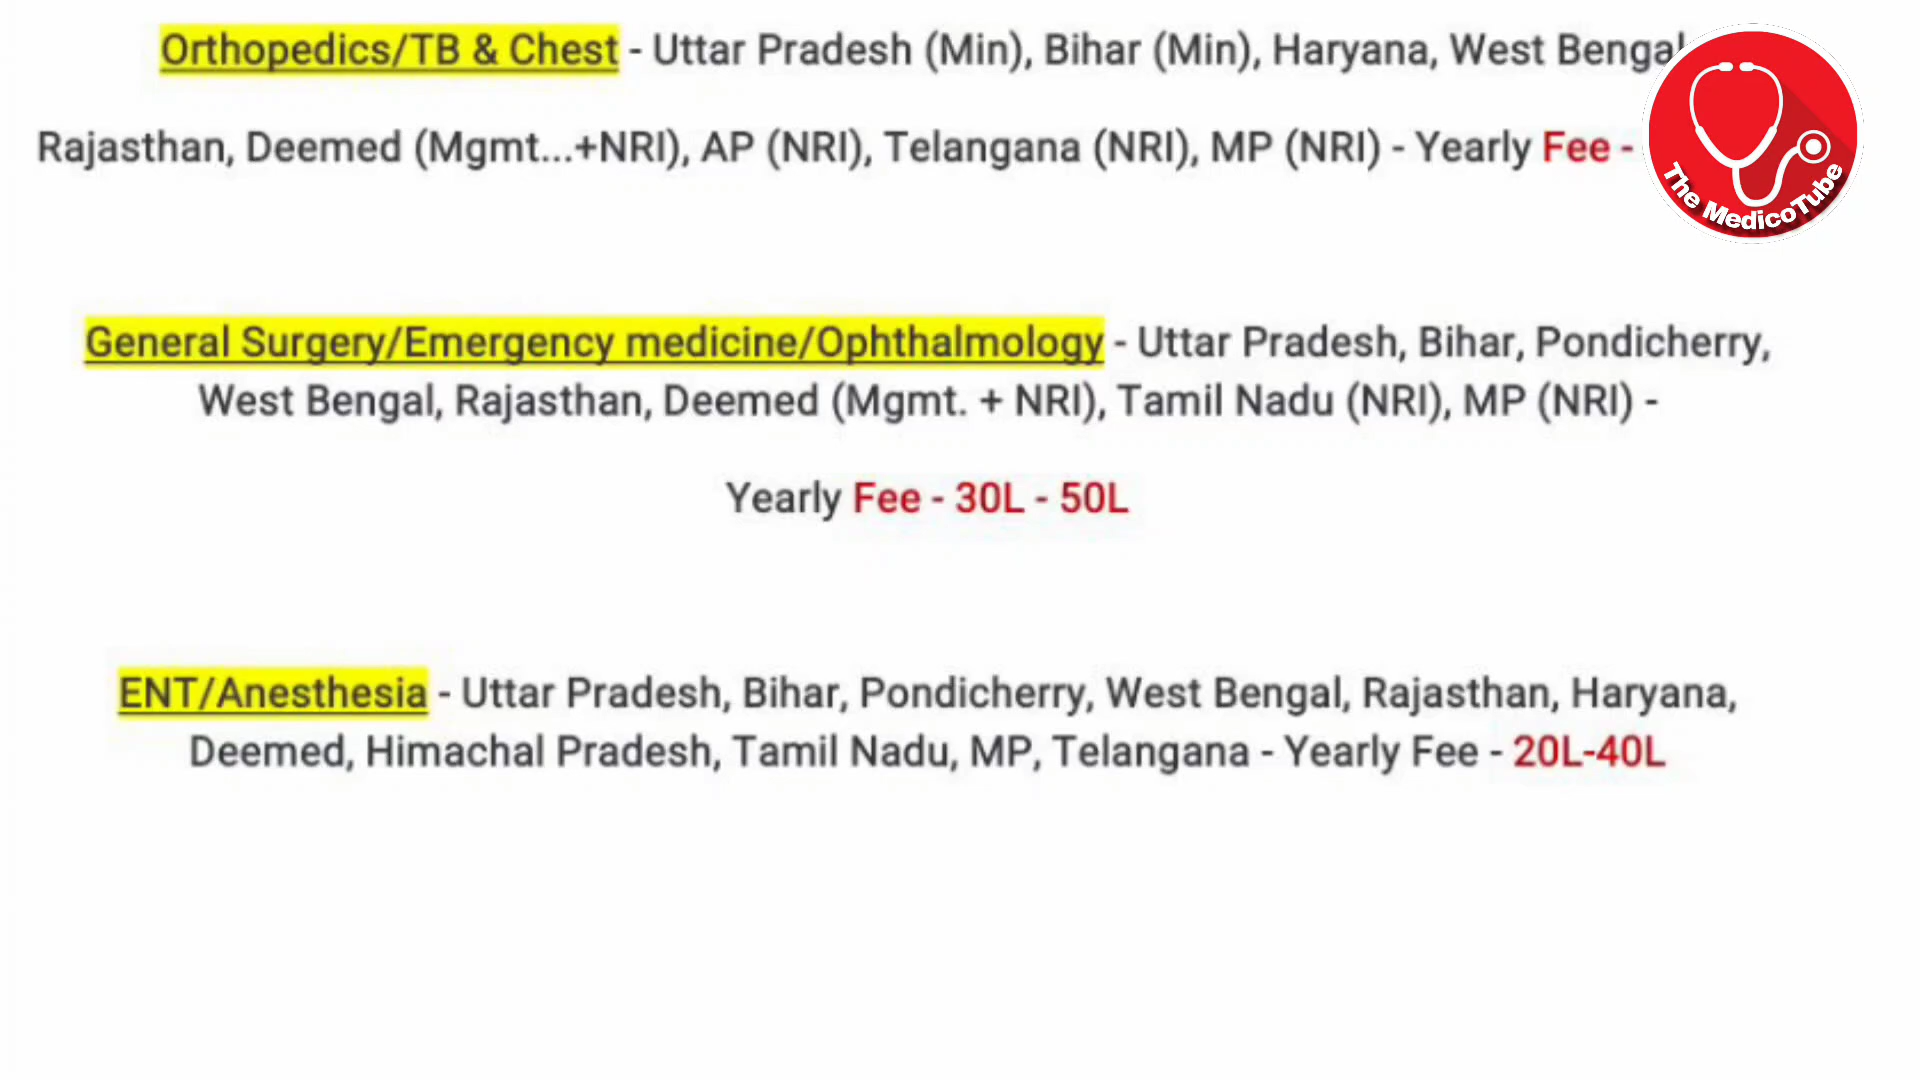 Orthopedics/TB & Chest - Uttar Pradesh (Min), Bihar (Min), Haryana, West Bengal
Rajasthan, Deemed (Mgmt...+NRI), AP (NRI), Telangana (NRI), MP (NRI) - Yearly Fee -
The MedicoTube
General Surgery/Emergency medicine/Ophthalmology - Uttar Pradesh, Bihar, Pondicherry,
West Bengal, Rajasthan, Deemed (Mgmt. + NRI), Tamil Nadu (NRI), MP (NRI) -
Yearly Fee - 30L - 50L
ENT/Anesthesia - Uttar Pradesh, Bihar, Pondicherry, West Bengal, Rajasthan, Haryana,
Deemed, Himachal Pradesh, Tamil Nadu, MP, Telangana - Yearly Fee - 20L-40L